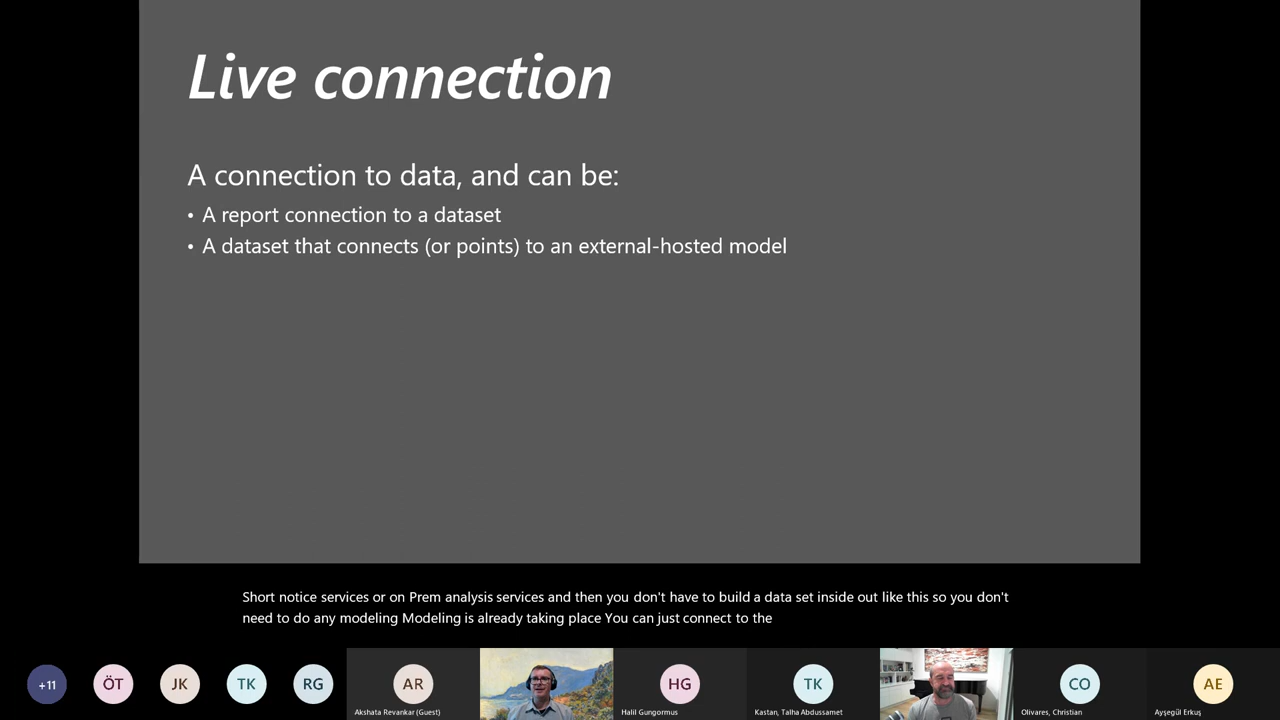 Live connection
A connection to data, and can be:
• A report connection to a dataset
• A dataset that connects (or points) to an external-hosted model
Short notice services or on Prem analysis services and then you don't have to build a data set inside out like this so you don't
need to do any modeling Modeling is already taking place You can just connect to the
+11
ÖT
JK
TK
RG
AR
HG
TK
CO
AE
Akshata Revankar (Guest)
Halil Gungormus
Kastan, Talha Abdussamet
Olivares, Christian
Ayşegül Erkuş